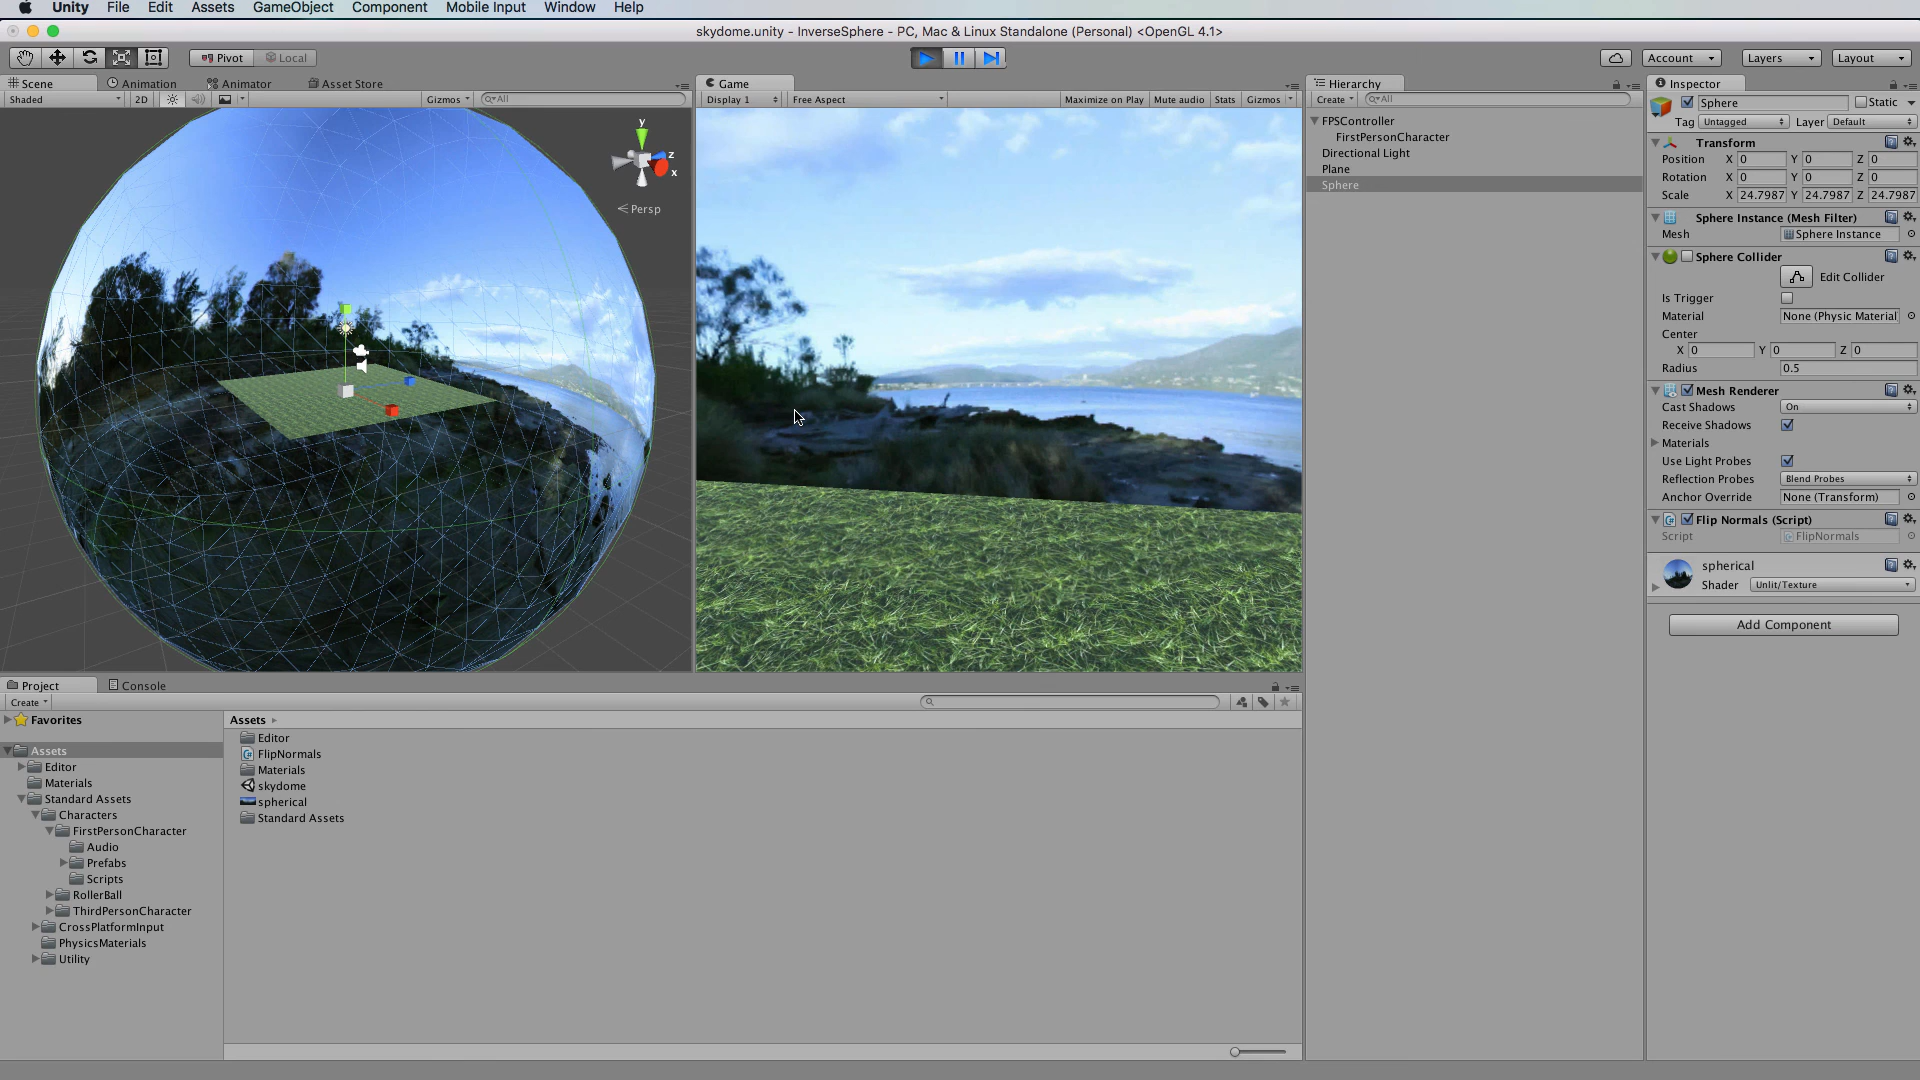 Unity File Edit Assets GameObject Component Mobile Input Window Help
skydome.unity - InverseSphere - PC, Mac & Linux Standalone (Personal) <OpenGL 4.1>
Pivot Local
Account Layers Layout
Scene Animation Animator Asset Store
Shaded 2D Gizmos All
y
z
x
Persp
Game
Display 1 Free Aspect Maximize on Play Mute audio Stats Gizmos
Hierarchy
Create All
FPSController
FirstPersonCharacter
Directional Light
Plane
Sphere
Inspector
Sphere Static
Tag Untagged Layer Default
Transform
Position X 0 Y 0 Z 0
Rotation X 0 Y 0 Z 0
Scale X 24.7987 Y 24.7987 Z 24.7987
Sphere Instance (Mesh Filter)
Mesh Sphere Instance
Sphere Collider
Edit Collider
Is Trigger
Material None (Physic Material)
Center
X 0 Y 0 Z 0
Radius 0.5
Mesh Renderer
Cast Shadows On
Receive Shadows
Materials
Use Light Probes
Reflection Probes Blend Probes
Anchor Override None (Transform)
Flip Normals (Script)
Script FlipNormals
spherical
Shader Unlit/Texture
Add Component
Project Console
Create
Favorites
Assets
Editor
Materials
Standard Assets
Characters
FirstPersonCharacter
Audio
Prefabs
Scripts
RollerBall
ThirdPersonCharacter
CrossPlatformInput
PhysicsMaterials
Utility
Assets
Editor
FlipNormals
Materials
skydome
spherical
Standard Assets